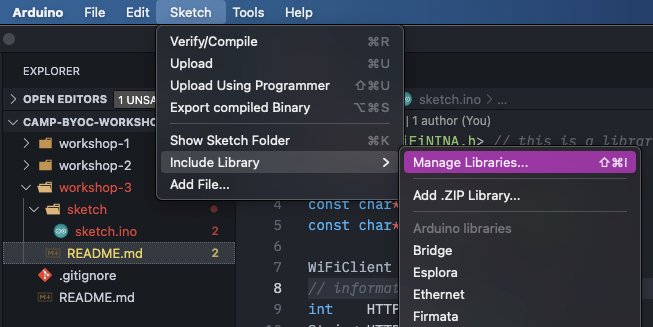 Arduino File Edit Sketch Tools Help
Verify/Compile ⌘R
Upload ⌘U
Upload Using Programmer ⇧⌘U
Export compiled Binary ⌥⌘S
Show Sketch Folder ⌘K
Include Library
Add File...
Manage Libraries... ⇧⌘I
Add .ZIP Library...
Arduino libraries
Bridge
Esplora
Ethernet
Firmata
EXPLORER
OPEN EDITORS 1 UNSA
CAMP-BYOC-WORKSHO
workshop-1
workshop-2
workshop-3
sketch
sketch.ino 2
README.md 2
.gitignore
README.md
sketch.ino > ...
| 1 author (You)
iFiNINA.h> // this is a librar
4 const char*
5 const char*
6
7 WiFiClient
8 // informat
9 int HTTP